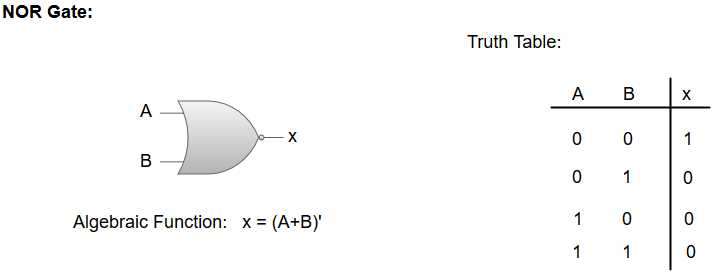 NOR Gate:
Truth Table:
A
B
x
Algebraic Function: x = (A+B)'
A B x
0 0 1
0 1 0
1 0 0
1 1 0